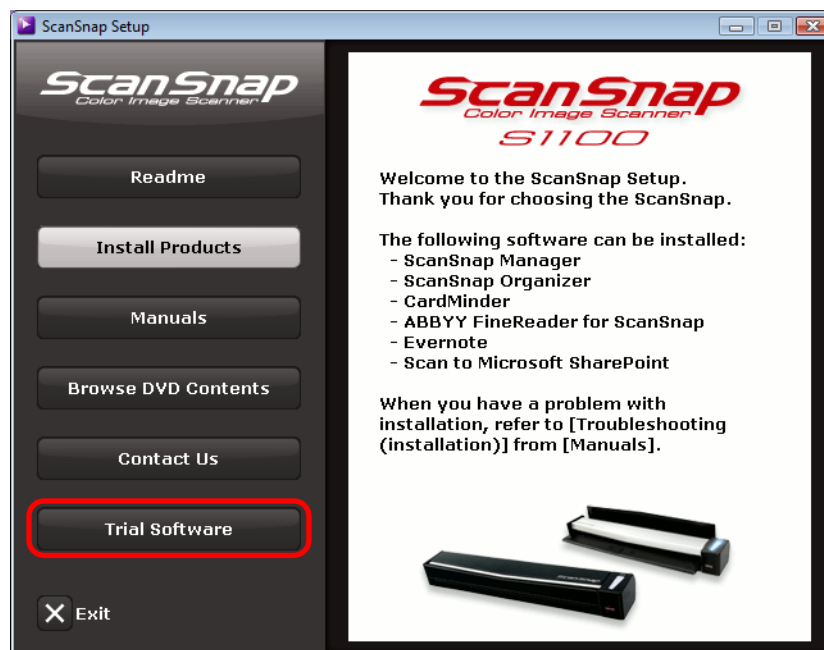 ScanSnap Setup
ScanSnap
Color Image Scanner
Readme
Install Products
Manuals
Browse DVD Contents
Contact Us
Trial Software
Exit
ScanSnap
Color Image Scanner
S1100
Welcome to the ScanSnap Setup.
Thank you for choosing the ScanSnap.
The following software can be installed:
- ScanSnap Manager
- ScanSnap Organizer
- CardMinder
- ABBYY FineReader for ScanSnap
- Evernote
- Scan to Microsoft SharePoint
When you have a problem with
installation, refer to [Troubleshooting
(installation)] from [Manuals].
ScanSnap